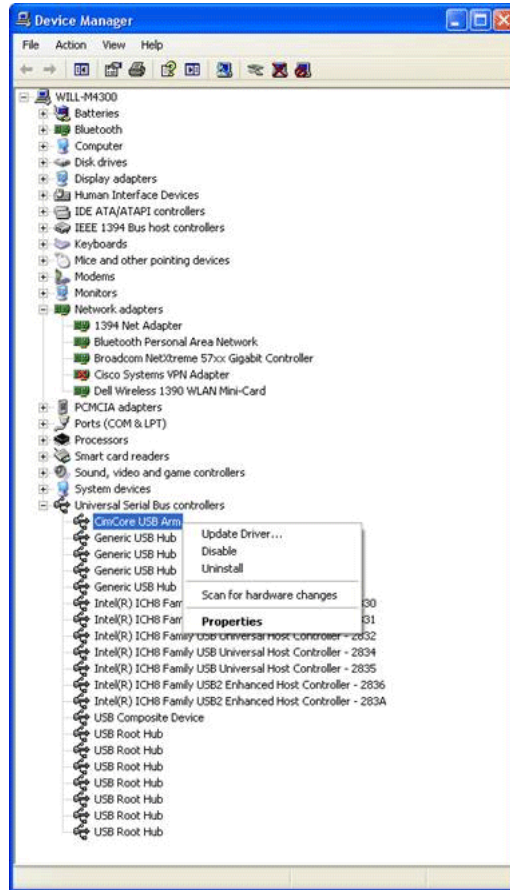 Device Manager
File Action View Help
WILL-M4300
Batteries
Bluetooth
Computer
Disk drives
Display adapters
Human Interface Devices
IDE ATA/ATAPI controllers
IEEE 1394 Bus host controllers
Keyboards
Mice and other pointing devices
Modems
Monitors
Network adapters
1394 Net Adapter
Bluetooth Personal Area Network
Broadcom NetXtreme 57xx Gigabit Controller
Cisco Systems VPN Adapter
Dell Wireless 1390 WLAN Mini-Card
PCMCIA adapters
Ports (COM & LPT)
Processors
Smart card readers
Sound, video and game controllers
System devices
Universal Serial Bus controllers
CimCore USB Arm
Generic USB Hub
Generic USB Hub
Generic USB Hub
Generic USB Hub
Intel(R) ICH8 Fam 30
Intel(R) ICH8 Fam 31
Intel(R) ICH8 Family USB Universal Host Controller - 2832
Intel(R) ICH8 Family USB Universal Host Controller - 2834
Intel(R) ICH8 Family USB Universal Host Controller - 2835
Intel(R) ICH8 Family USB2 Enhanced Host Controller - 2836
Intel(R) ICH8 Family USB2 Enhanced Host Controller - 283A
USB Composite Device
USB Root Hub
USB Root Hub
USB Root Hub
USB Root Hub
USB Root Hub
USB Root Hub
USB Root Hub
Update Driver...
Disable
Uninstall
Scan for hardware changes
Properties